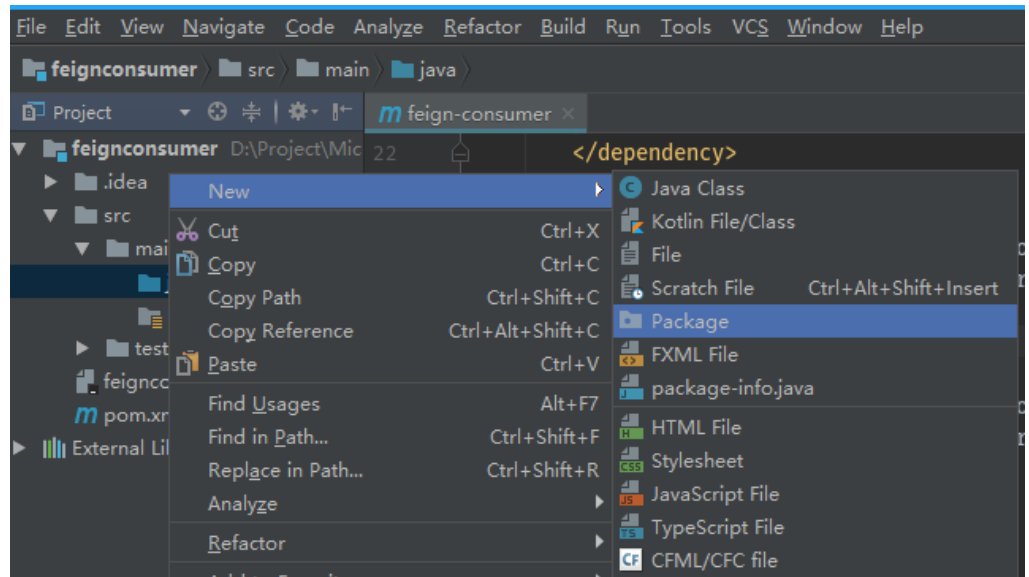 File Edit View Navigate Code Analyze Refactor Build Run Tools VCS Window Help
feignconsumer src main java
Project
feign-consumer
feignconsumer D:\Project\Mic
22 </dependency>
.idea
src
mai
test
feigncc
pom.xr
External Lil
New
Cut Ctrl+X
Copy Ctrl+C
Copy Path Ctrl+Shift+C
Copy Reference Ctrl+Alt+Shift+C
Paste Ctrl+V
Find Usages Alt+F7
Find in Path... Ctrl+Shift+F
Replace in Path... Ctrl+Shift+R
Analyze
Refactor
Java Class
Kotlin File/Class
File
Scratch File Ctrl+Alt+Shift+Insert
Package
FXML File
package-info.java
HTML File
Stylesheet
JavaScript File
TypeScript File
CFML/CFC file